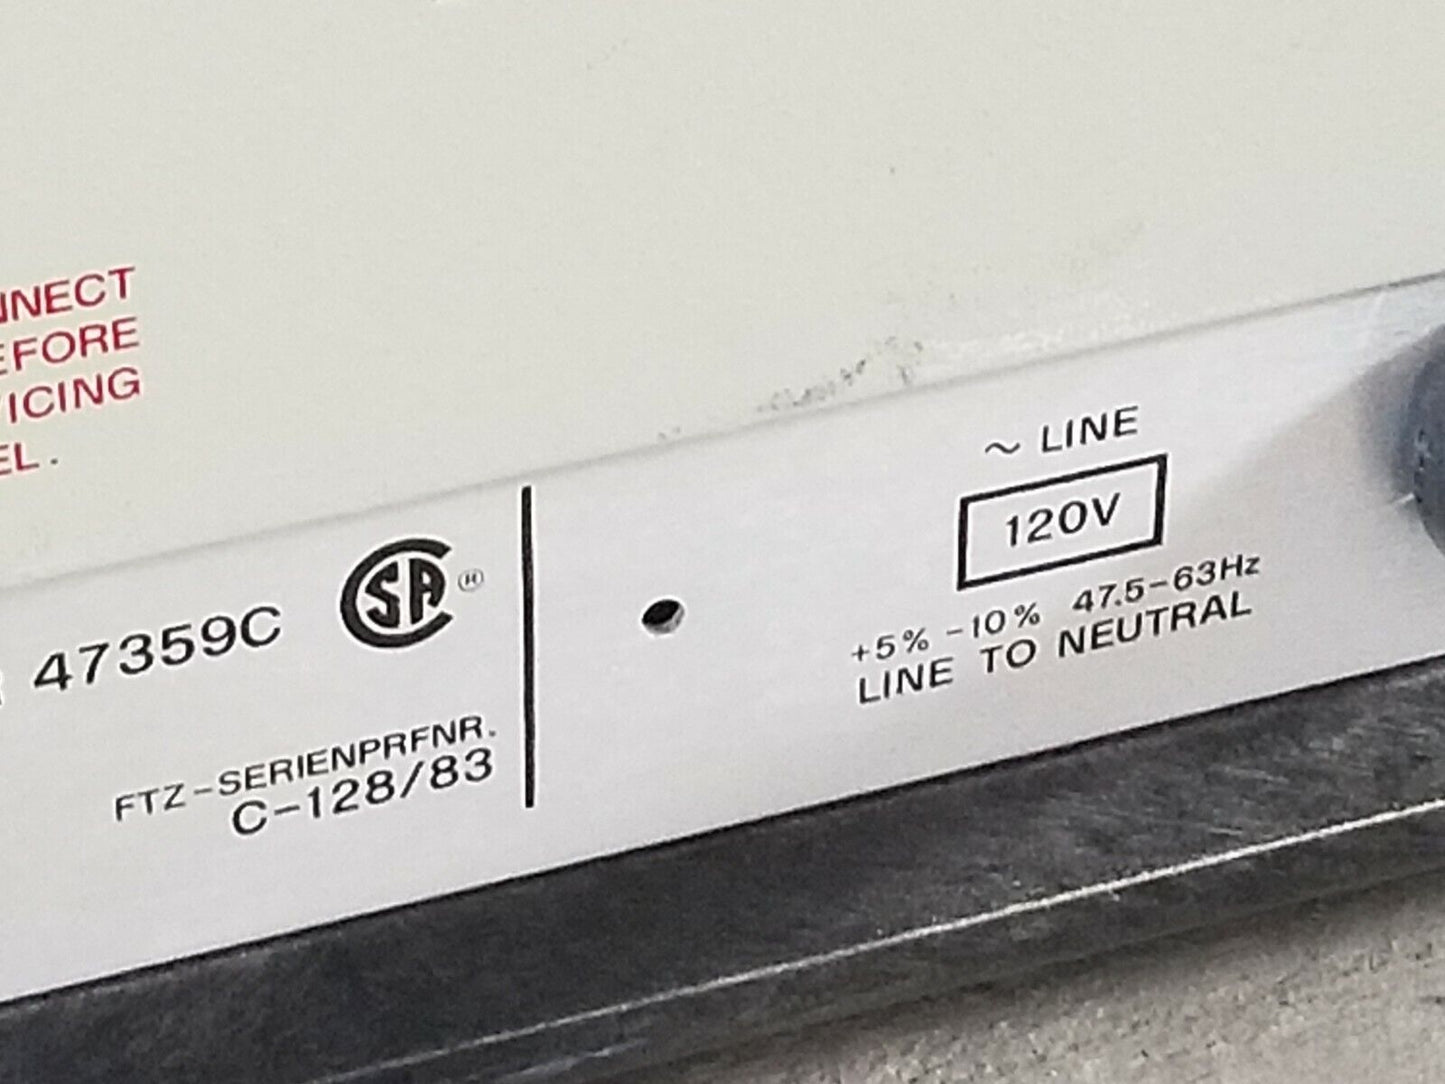 NNECT
EFORE
ICING
EL.
47359C
SA ®
FTZ-SERIENPRFNR.
C-128/83
~ LINE
120V
+5% -10% 47.5-63Hz
LINE TO NEUTRAL